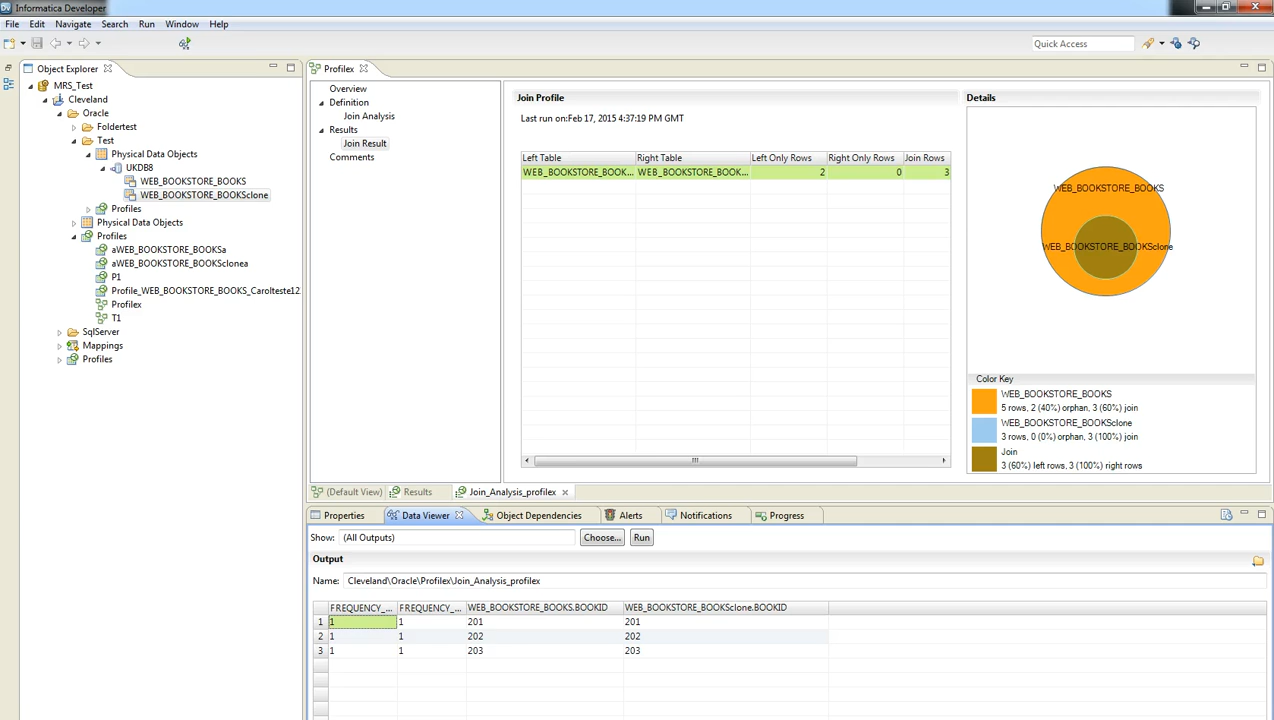 Informatica Developer
File Edit Navigate Search Run Window Help
Quick Access
Object Explorer
MRS_Test
Cleveland
Oracle
Foldertest
Test
Physical Data Objects
UKDB8
WEB_BOOKSTORE_BOOKS
WEB_BOOKSTORE_BOOKSclone
Profiles
Physical Data Objects
Profiles
aWEB_BOOKSTORE_BOOKSa
aWEB_BOOKSTORE_BOOKSclonea
P1
Profile_WEB_BOOKSTORE_BOOKS_Carolteste12
Profilex
T1
SqlServer
Mappings
Profiles
Profilex
Overview
Definition
Join Analysis
Results
Join Result
Comments
Join Profile
Last run on:Feb 17, 2015 4:37:19 PM GMT
Left Table Right Table Left Only Rows Right Only Rows Join Rows
WEB_BOOKSTORE_BOOK... WEB_BOOKSTORE_BOOK... 2 0 3
Details
WEB_BOOKSTORE_BOOKS
WEB_BOOKSTORE_BOOKSclone
Color Key
WEB_BOOKSTORE_BOOKS
5 rows, 2 (40%) orphan, 3 (60%) join
WEB_BOOKSTORE_BOOKSclone
3 rows, 0 (0%) orphan, 3 (100%) join
Join
3 (60%) left rows, 3 (100%) right rows
(Default View) Results Join_Analysis_profilex
Properties Data Viewer Object Dependencies Alerts Notifications Progress
Show: (All Outputs) Choose... Run
Output
Name: Cleveland\Oracle\Profilex\Join_Analysis_profilex
FREQUENCY_... FREQUENCY_... WEB_BOOKSTORE_BOOKS.BOOKID WEB_BOOKSTORE_BOOKSclone.BOOKID
1 1 1 201 201
2 1 1 202 202
3 1 1 203 203